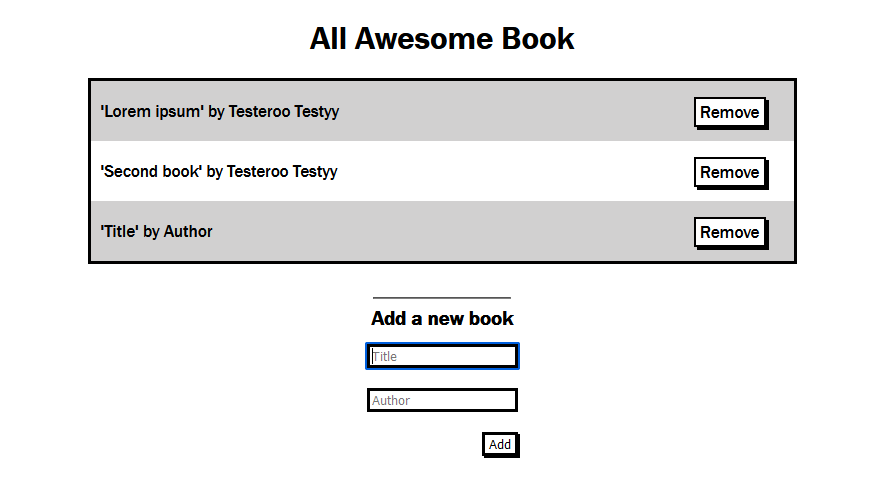 All Awesome Book
'Lorem ipsum' by Testeroo Testyy
Remove
'Second book' by Testeroo Testyy
Remove
'Title' by Author
Remove
Add a new book
Title
Author
Add